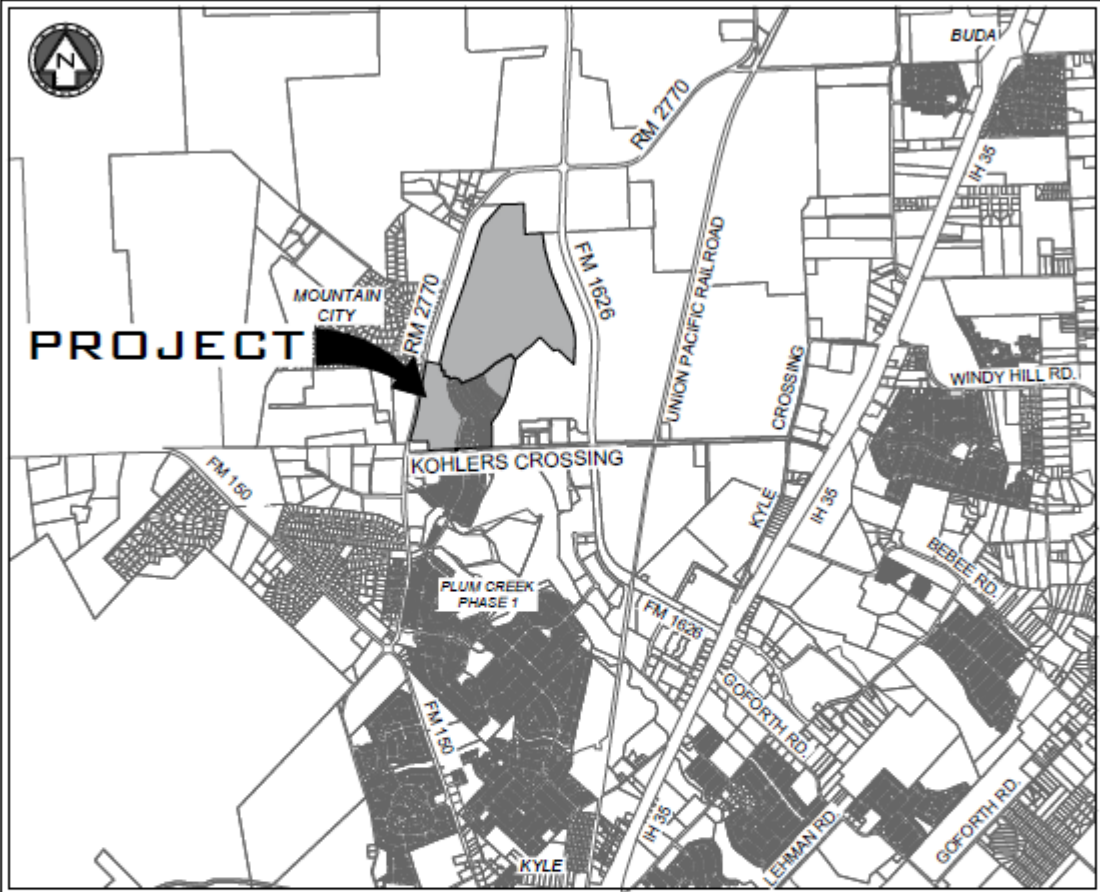 BUDA
N
RM 2770
IH 35
UNION PACIFIC RAILROAD
FM 1626
MOUNTAIN
CITY
RM 2770
PROJECT
CROSSING
WINDY HILL RD.
KOHLERS CROSSING
FM 150
KYLE
IH 35
BEBEE RD.
PLUM CREEK
PHASE 1
FM 1626
GOFORTH RD.
FM 150
GOFORTH RD.
IH 35
LEHMAN RD.
KYLE